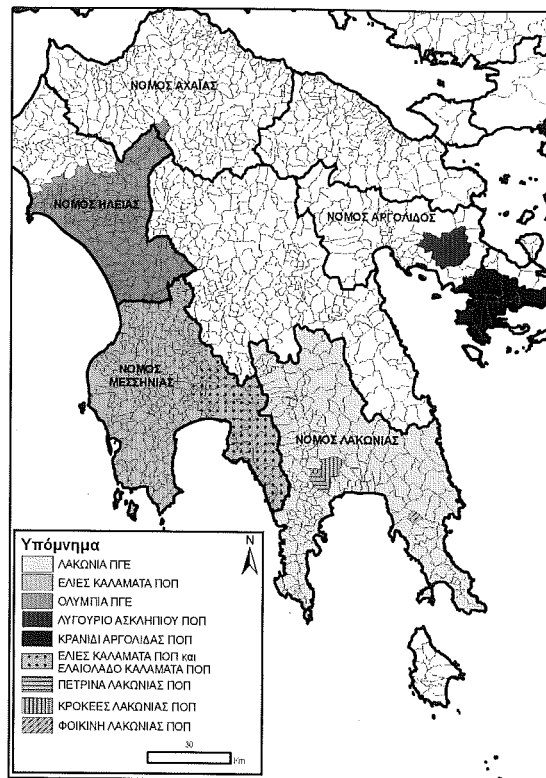 ΝΟΜΟΣ ΑΧΑΪΑΣ
ΝΟΜΟΣ ΗΛΕΙΑΣ
ΝΟΜΟΣ ΑΡΓΟΛΙΔΟΣ
ΝΟΜΟΣ
ΜΕΣΣΗΝΙΑΣ
ΝΟΜΟΣ ΛΑΚΩΝΙΑΣ
Υπόμνημα
N
ΛΑΚΩΝΙΑ ΠΓΕ
ΕΛΙΕΣ ΚΑΛΑΜΑΤΑ ΠΟΠ
ΟΛΥΜΠΙΑ ΠΓΕ
ΛΥΓΟΥΡΙΟ ΑΣΚΛΗΠΙΟΥ ΠΟΠ
ΚΡΑΝΙΔΙ ΑΡΓΟΛΙΔΑΣ ΠΟΠ
ΕΛΙΕΣ ΚΑΛΑΜΑΤΑ ΠΟΠ και
ΕΛΑΙΟΛΑΔΟ ΚΑΛΑΜΑΤΑ ΠΟΠ
ΠΕΤΡΙΝΑ ΛΑΚΩΝΙΑΣ ΠΟΠ
ΚΡΟΚΕΕΣ ΛΑΚΩΝΙΑΣ ΠΟΠ
ΦΟΙΝΙΚΗ ΛΑΚΩΝΙΑΣ ΠΟΠ
30
Km